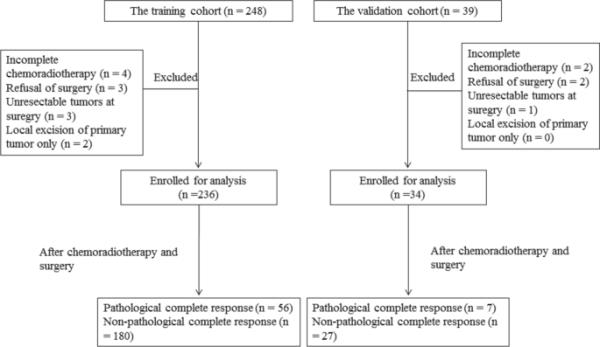 The training cohort (n = 248)
The validation cohort (n = 39)
Incomplete
chemoradiotherapy (n = 4)
Refusal of surgery (n = 3)
Unresectable tumors at
suregry (n = 3)
Local excision of primary
tumor only (n = 2)
Excluded
Excluded
Incomplete
chemoradiotherapy (n = 2)
Refusal of surgery (n = 2)
Unresectable tumors at
suregry (n = 1)
Local excision of primary
tumor only (n = 0)
Enrolled for analysis
(n =236)
Enrolled for analysis
(n =34)
After chemoradiotherapy and
surgery
After chemoradiotherapy and
surgery
Pathological complete response (n = 56)
Non-pathological complete response (n
= 180)
Pathological complete response (n = 7)
Non-pathological complete response (n
= 27)